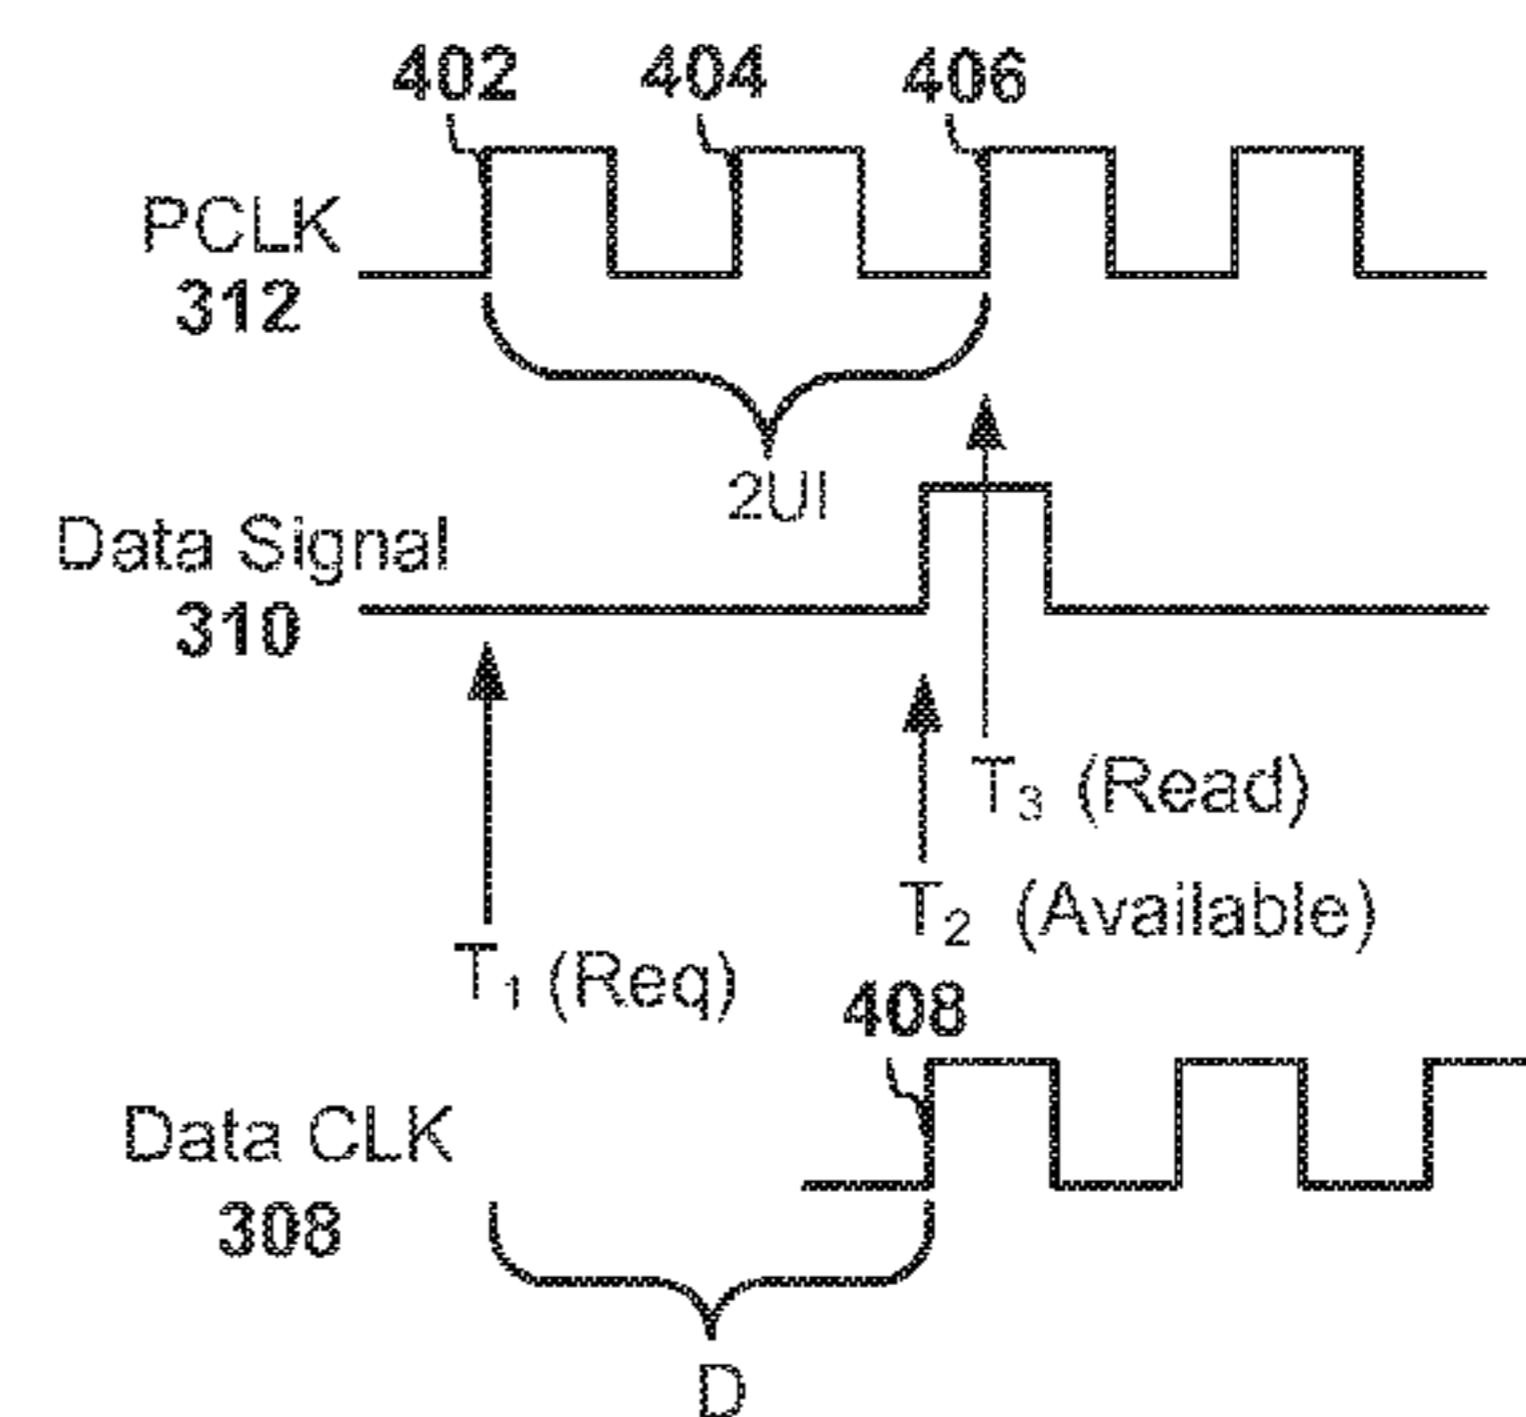 402 404 406
PCLK
312
2UI
Data Signal
310
T3 (Read)
T2 (Available)
T1 (Req)
408
Data CLK
308
D